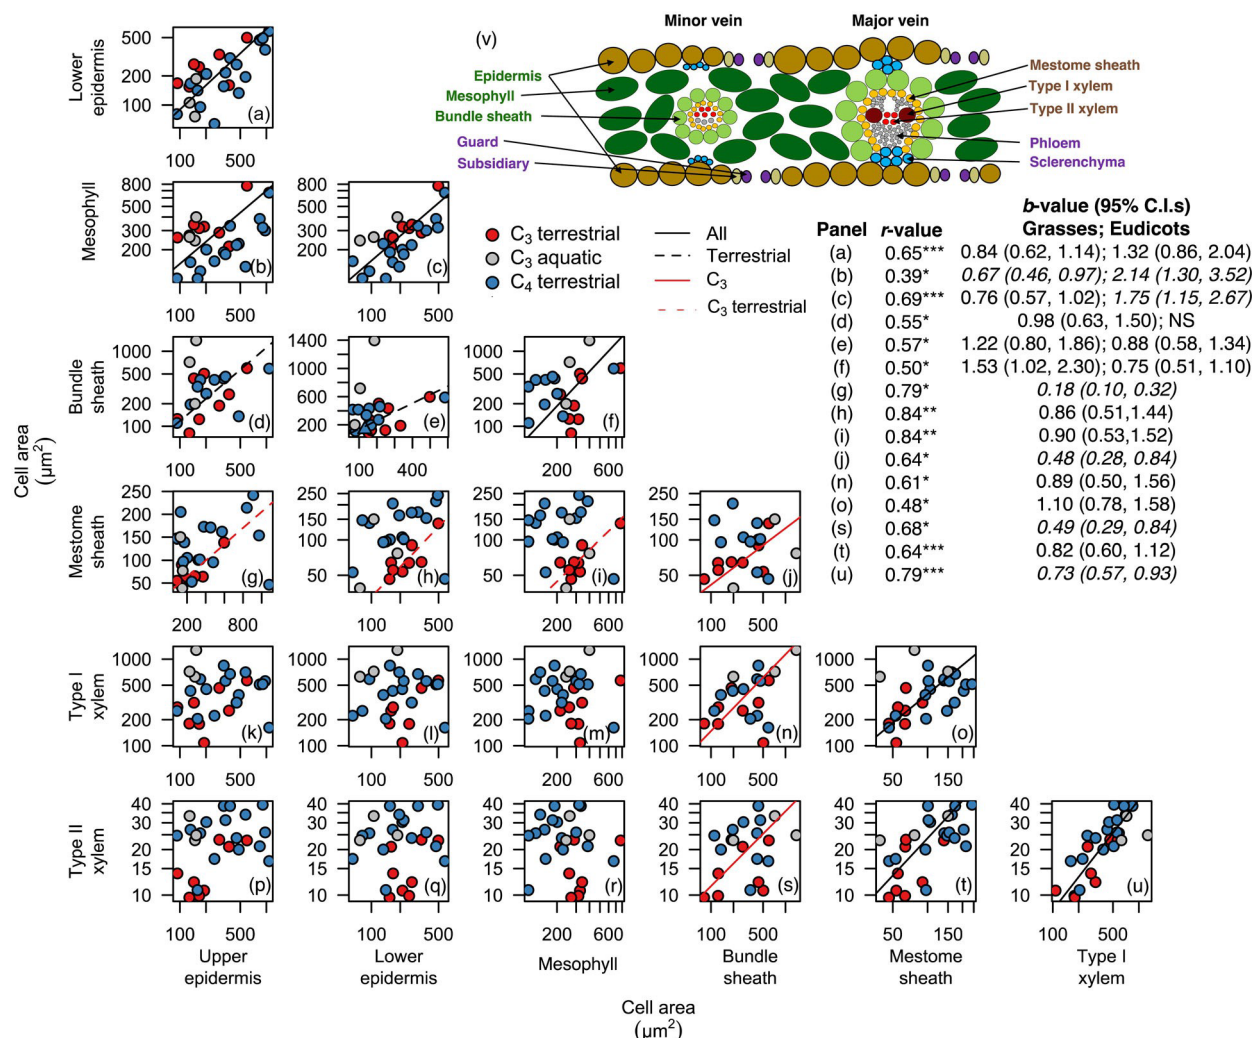 Minor vein
Major vein
(v)
Epidermis
Mesophyll
Bundle sheath
Guard
Subsidiary
Mestome sheath
Type I xylem
Type II xylem
Phloem
Sclerenchyma
C3 terrestrial
C3 aquatic
C4 terrestrial
All
Terrestrial
C3
C3 terrestrial
b-value (95% C.I.s)
Panel r-value Grasses; Eudicots
(a) 0.65*** 0.84 (0.62, 1.14); 1.32 (0.86, 2.04)
(b) 0.39* 0.67 (0.46, 0.97); 2.14 (1.30, 3.52)
(c) 0.69*** 0.76 (0.57, 1.02); 1.75 (1.15, 2.67)
(d) 0.55* 0.98 (0.63, 1.50); NS
(e) 0.57* 1.22 (0.80, 1.86); 0.88 (0.58, 1.34)
(f) 0.50* 1.53 (1.02, 2.30); 0.75 (0.51, 1.10)
(g) 0.79* 0.18 (0.10, 0.32)
(h) 0.84** 0.86 (0.51,1.44)
(i) 0.84** 0.90 (0.53,1.52)
(j) 0.64* 0.48 (0.28, 0.84)
(n) 0.61* 0.89 (0.50, 1.56)
(o) 0.48* 1.10 (0.78, 1.58)
(s) 0.68* 0.49 (0.29, 0.84)
(t) 0.64*** 0.82 (0.60, 1.12)
(u) 0.79*** 0.73 (0.57, 0.93)
Cell area
(µm2)
Lower
epidermis
500
200
100
(a)
100 500
Mesophyll
800
500
300
200
(b)
100 500
800
500
300
200
(c)
100 500
Bundle
sheath
1000
500
200
100
(d)
100 500
1400
1000
600
200
(e)
100 400
1000
500
200
100
(f)
200 600
Mestome
sheath
250
200
150
100
50
(g)
200 800
250
150
100
50
(h)
100 500
250
150
100
50
(i)
200 600
250
150
100
50
(j)
100 500
Type I
xylem
1000
500
200
100
(k)
100 500
1000
500
200
100
(l)
100 500
1000
500
200
100
(m)
200 600
1000
500
200
100
(n)
100 500
1000
500
200
100
(o)
50 150
Type II
xylem
40
30
20
15
10
(p)
100 500
Upper
epidermis
40
30
20
15
10
(q)
100 500
Lower
epidermis
40
30
20
15
10
(r)
200 600
Mesophyll
40
30
20
15
10
(s)
100 500
Bundle
sheath
40
30
20
15
10
(t)
50 150
Mestome
sheath
40
30
20
15
10
(u)
100 500
Type I
xylem
Cell area
(µm2)